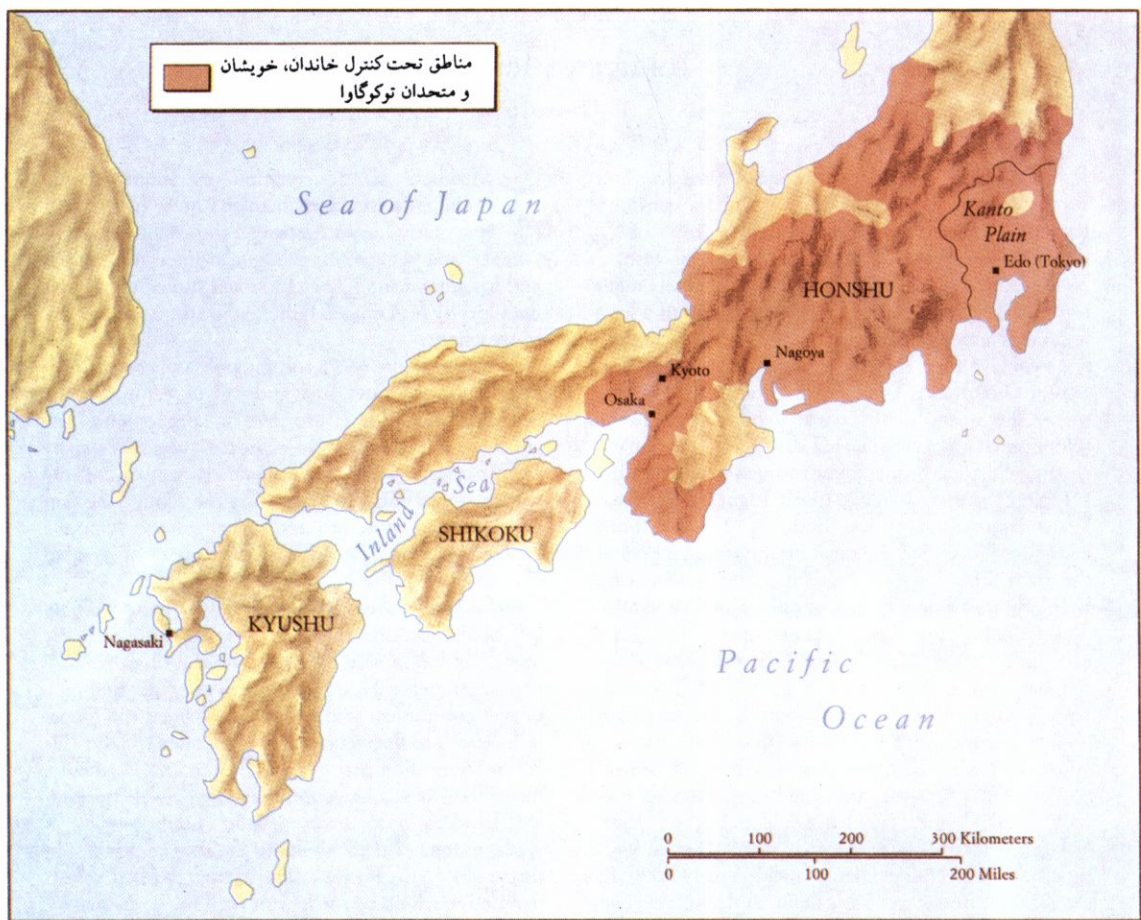 مناطق تحت کنترل خاندان، خویشان
و متحدان توکوگاوا
Sea of Japan
Kanto
Plain
Edo (Tokyo)
HONSHU
Nagoya
Kyoto
Osaka
Inland Sea
SHIKOKU
KYUSHU
Nagasaki
Pacific
Ocean
0 100 200 300 Kilometers
0 100 200 Miles